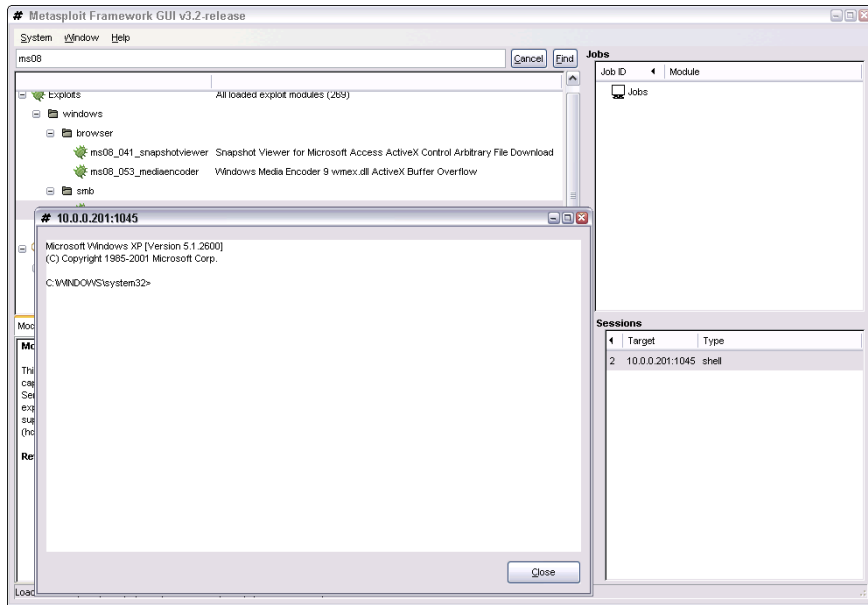 # Metasploit Framework GUI v3.2-release
System Window Help
ms08
Cancel Find
Exploits All loaded exploit modules (269)
windows
browser
ms08_041_snapshotviewer Snapshot Viewer for Microsoft Access ActiveX Control Arbitrary File Download
ms08_053_mediaencoder Windows Media Encoder 9 wmex.dll ActiveX Buffer Overflow
smb
# 10.0.0.201:1045
Microsoft Windows XP [Version 5.1.2600]
(C) Copyright 1985-2001 Microsoft Corp.
C:\WINDOWS\system32>
Close
Jobs
Job ID Module
Jobs
Sessions
Target Type
2 10.0.0.201:1045 shell